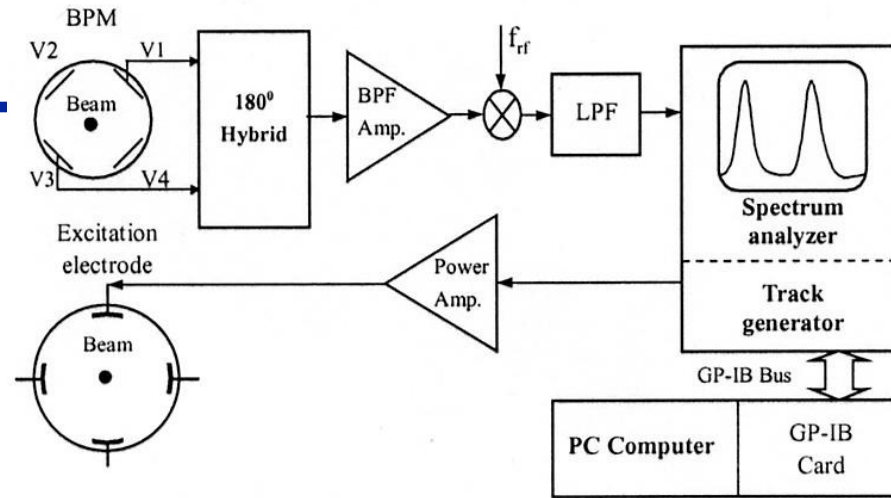 BPM
V2
V1
Beam
V3
V4
180⁰
Hybrid
BPF
Amp.
f_rf
LPF
Spectrum
analyzer
Track
generator
Excitation
electrode
Beam
Power
Amp.
GP-IB Bus
PC Computer
GP-IB
Card